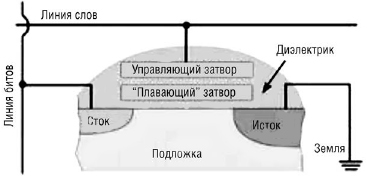 Линия слов
Диэлектрик
Управляющий затвор
"Плавающий" затвор
Линия битов
Сток
Исток
Подложка
Земля